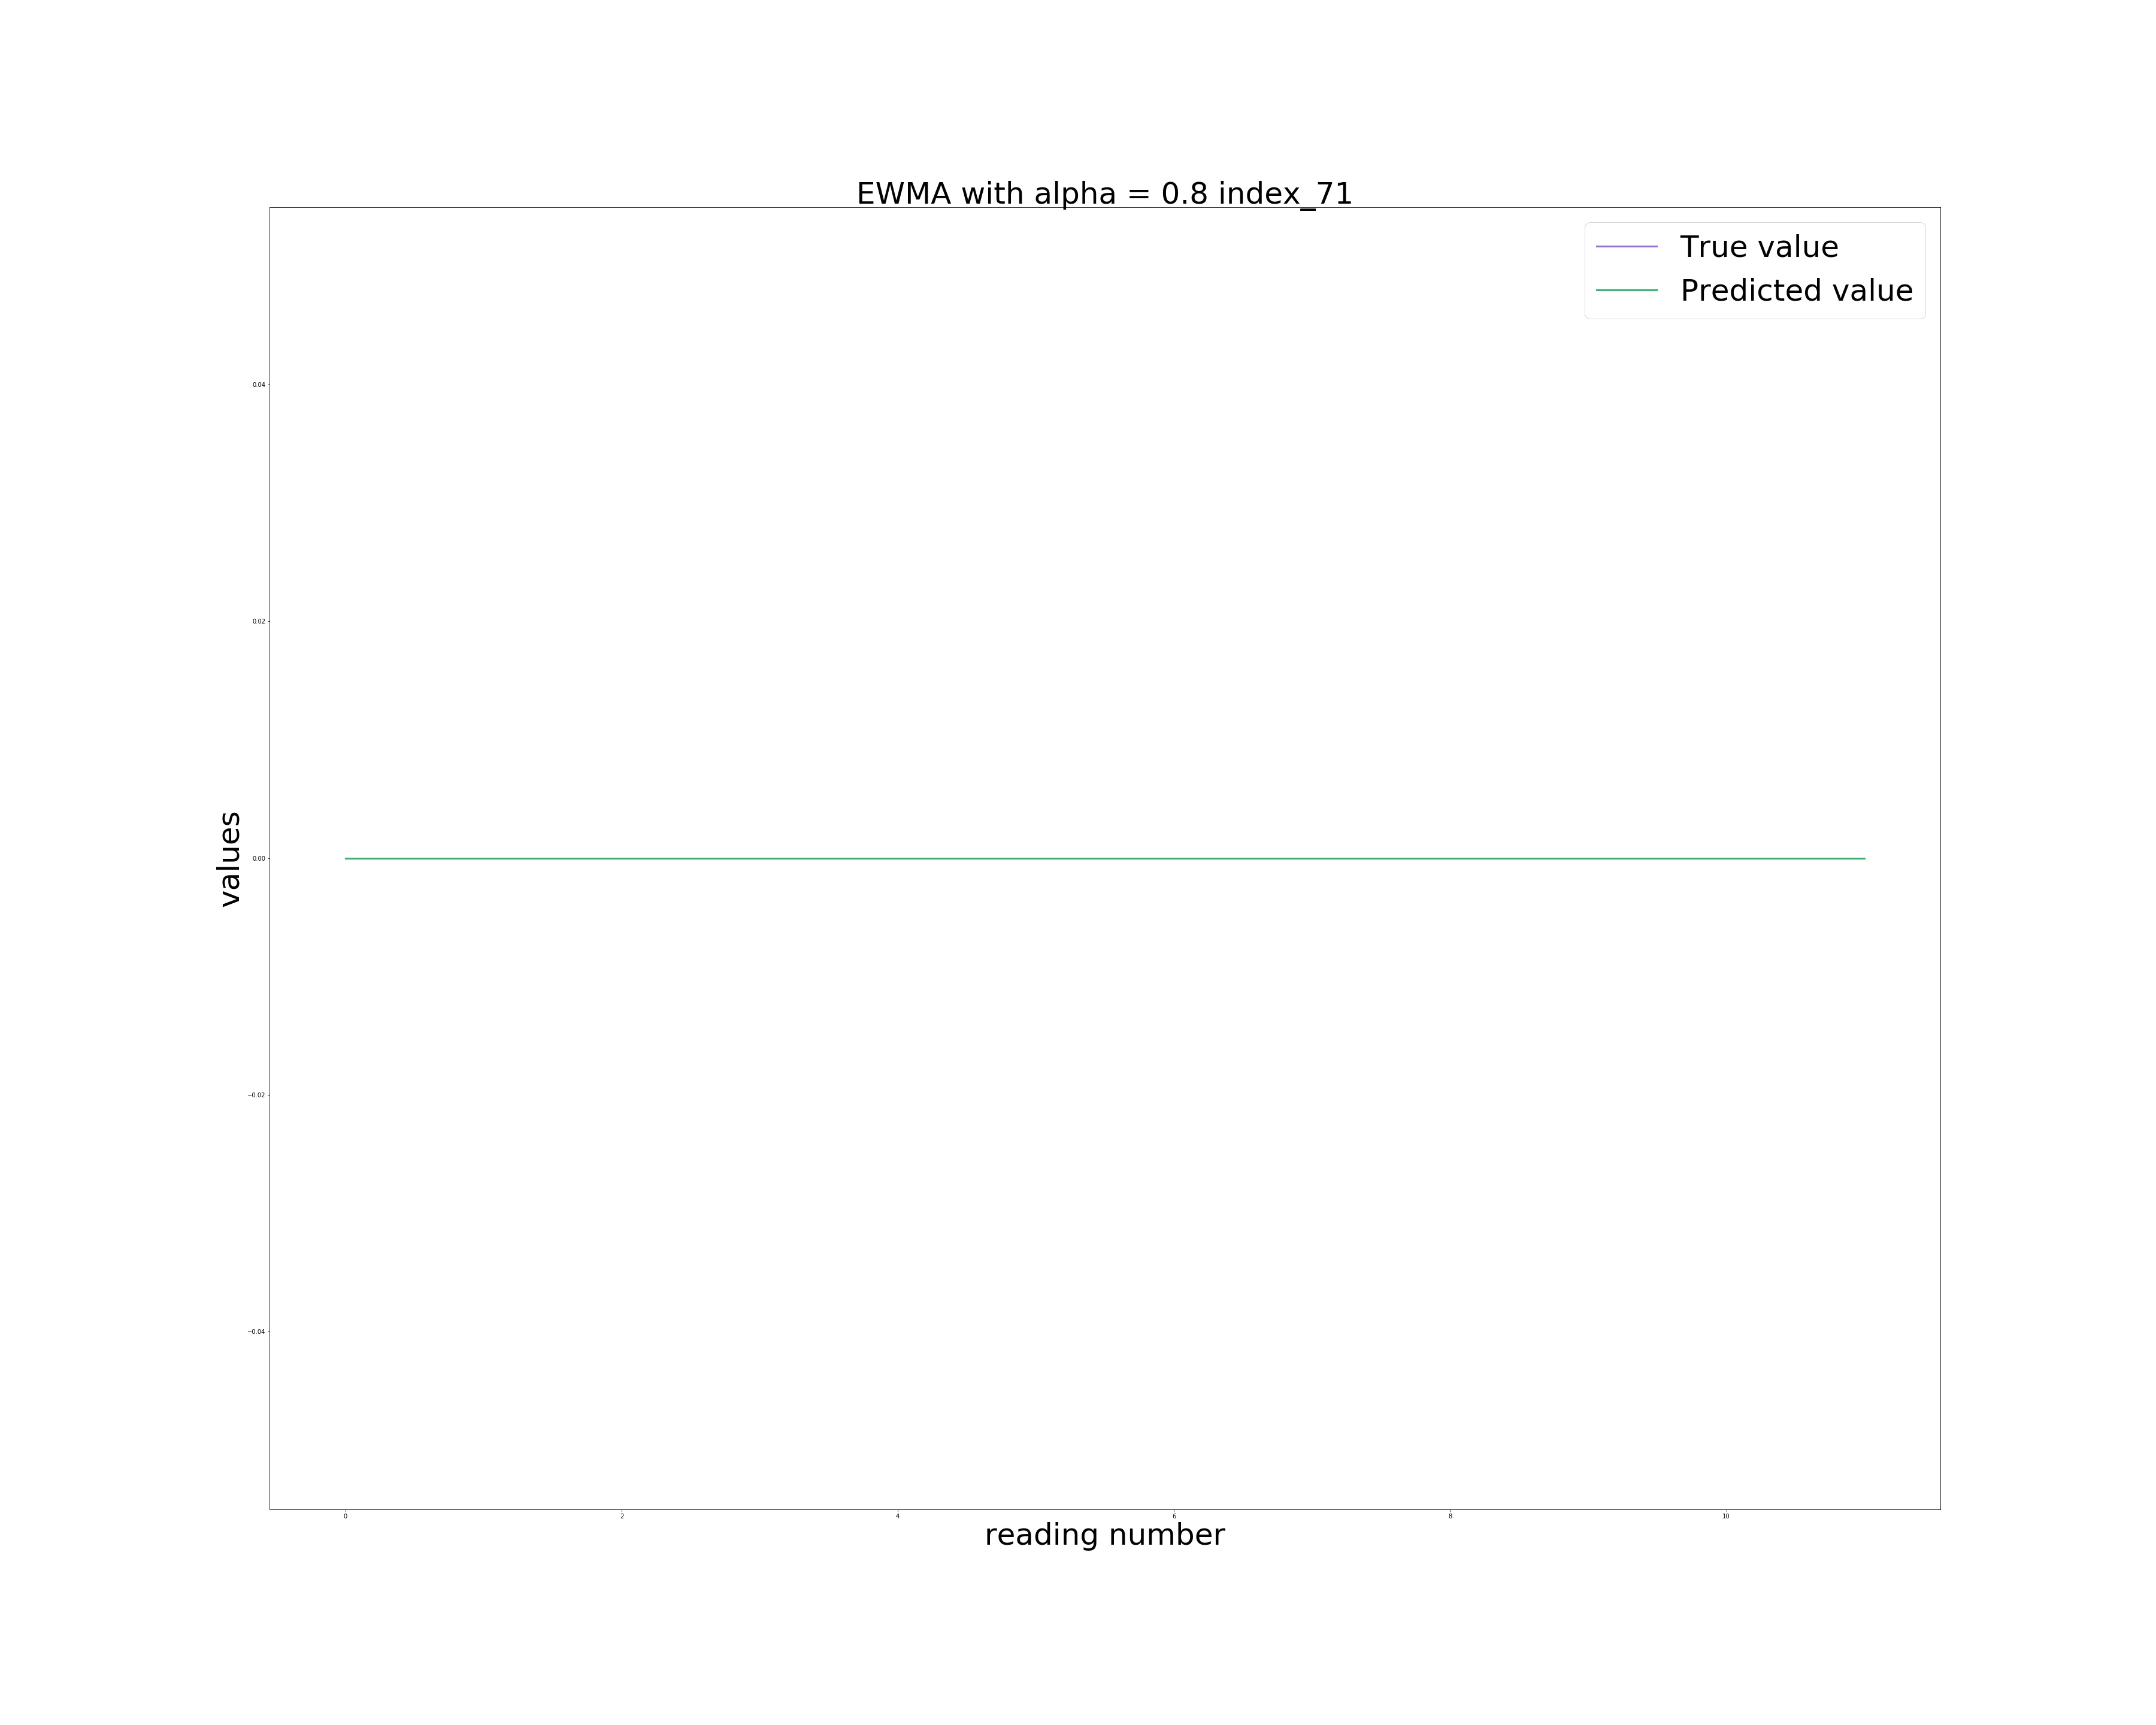 EWMA with alpha = 0.8 index_71
True value
Predicted value
0.04
0.02
0.00
−0.02
−0.04
values
0 2 4 6 8 10
reading number